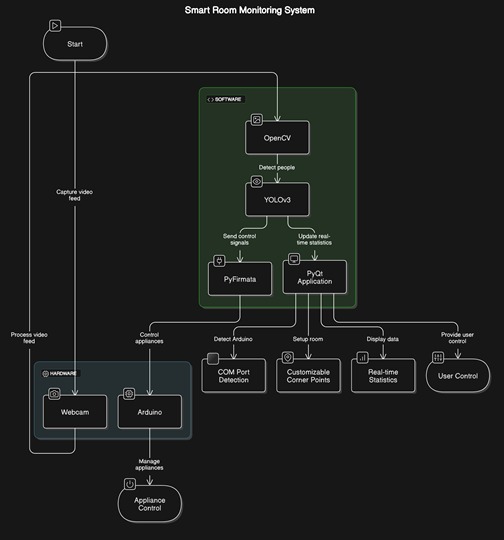 Smart Room Monitoring System
Start
SOFTWARE
OpenCV
Detect people
Capture video
feed
YOLOv3
Send control
signals
Update real-
time statistics
PyFirmata
PyQt
Application
Process video
feed
Control
appliances
Detect Arduino
Setup room
Display data
Provide user
control
HARDWARE
COM Port
Detection
Customizable
Corner Points
Real-time
Statistics
User Control
Webcam
Arduino
Manage
appliances
Appliance
Control